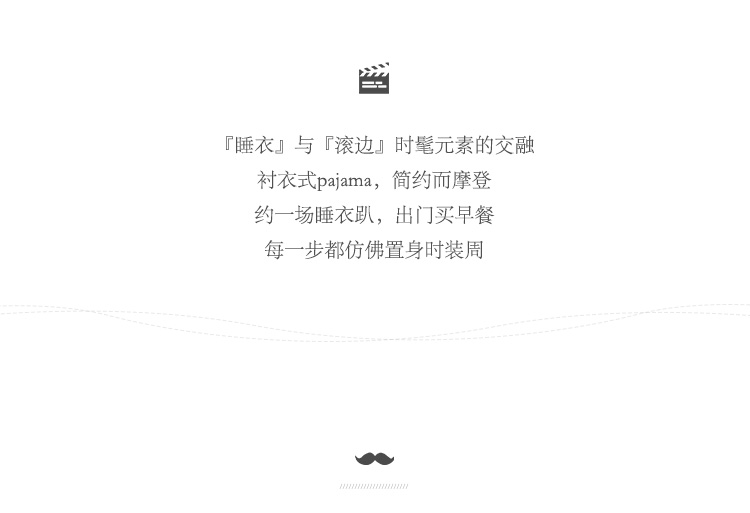 『睡衣』与『滚边』时髦元素的交融
衬衣式pajama，简约而摩登
约一场睡衣趴，出门买早餐
每一步都仿佛置身时装周